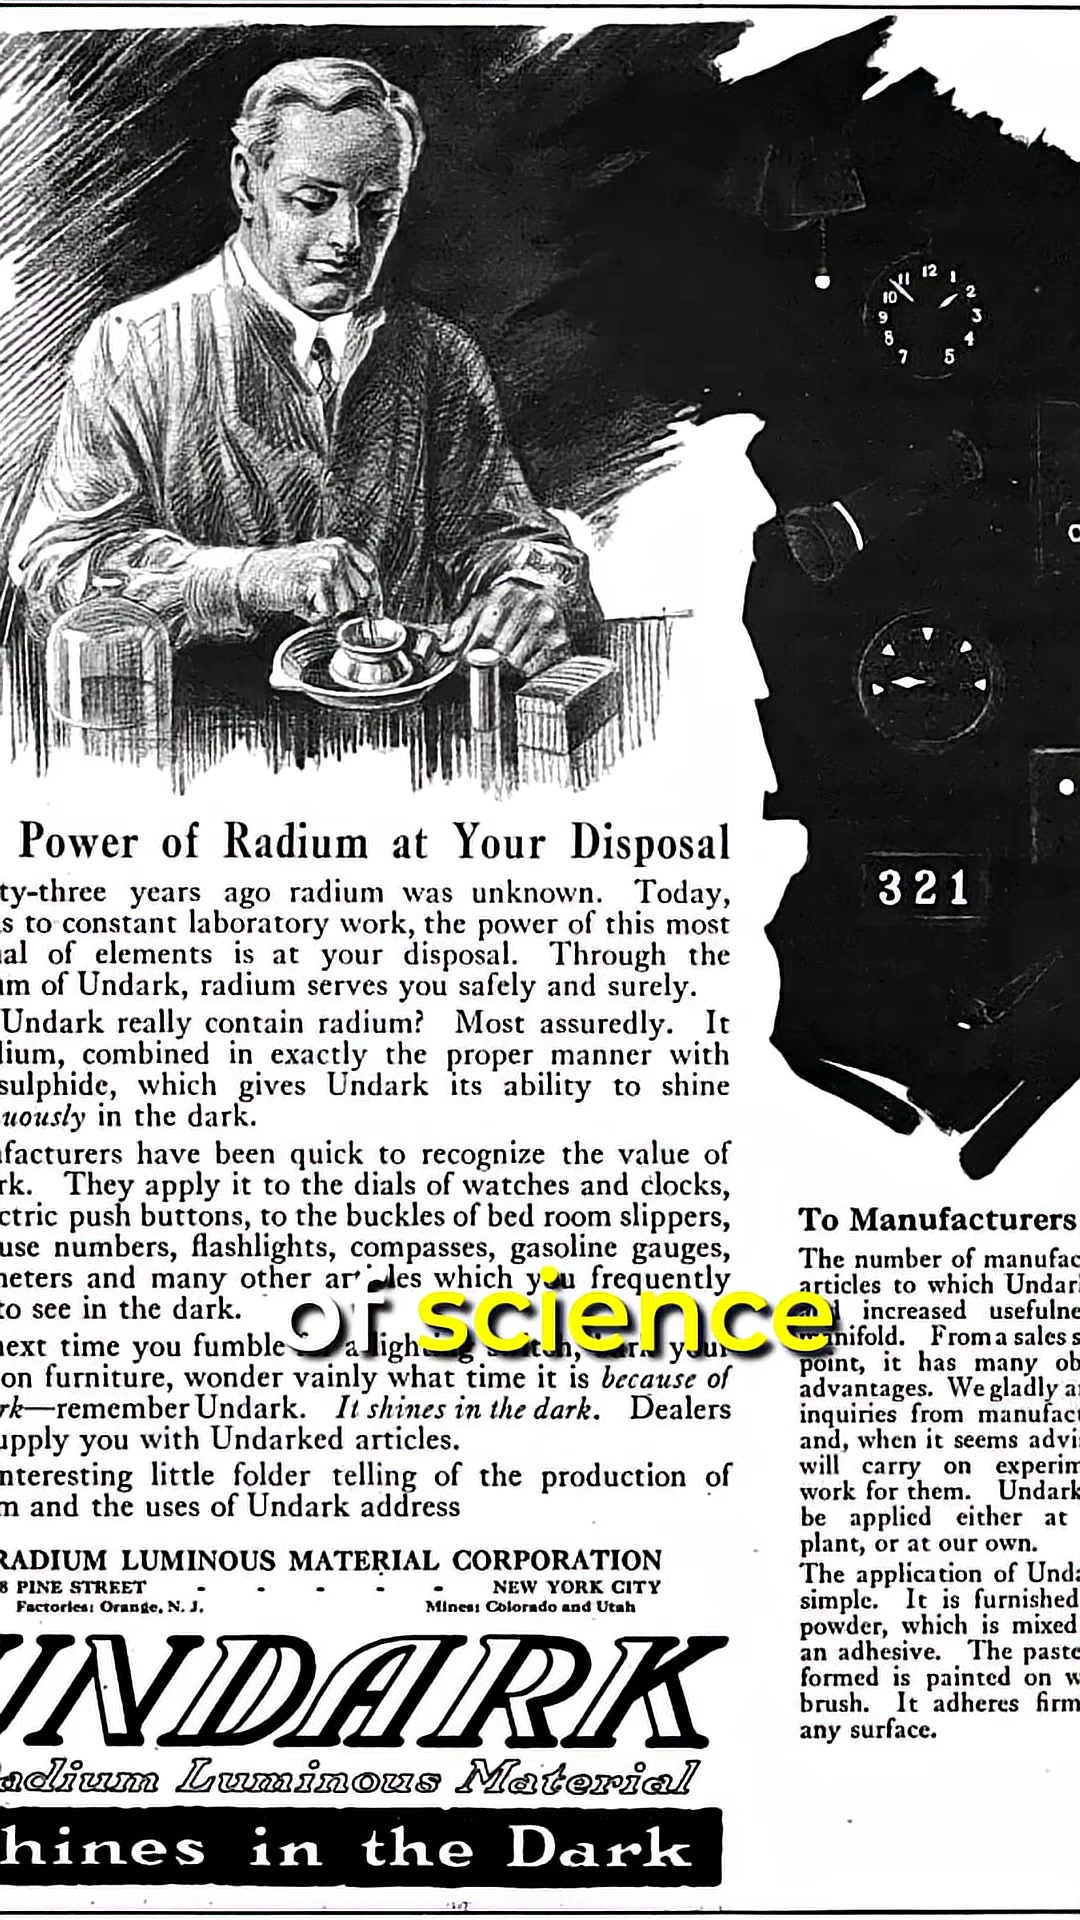 12
11 1
10 2
9 3
8 4
7 5
321
Power of Radium at Your Disposal
ty-three years ago radium was unknown. Today,
s to constant laboratory work, the power of this most
al of elements is at your disposal. Through the
m of Undark, radium serves you safely and surely.
Undark really contain radium? Most assuredly. It
lium, combined in exactly the proper manner with
sulphide, which gives Undark its ability to shine
uously in the dark.
facturers have been quick to recognize the value of
rk. They apply it to the dials of watches and clocks,
ctric push buttons, to the buckles of bed room slippers,
use numbers, flashlights, compasses, gasoline gauges,
neters and many other which you frequently
to see in the dark.
next time you fumble a your
on furniture, wonder vainly what time it is because of
rk—remember Undark. It shines in the dark. Dealers
upply you with Undarked articles.
nteresting little folder telling of the production of
m and the uses of Undark address
RADIUM LUMINOUS MATERIAL CORPORATION
8 PINE STREET - - - - - NEW YORK CITY
Factories: Orange, N. J. Mines: Colorado and Utah
UNDARK
adium Luminous Material
hines in the Dark
of science
To Manufacturers
The number of manufac
articles to which Undar
increased usefulne
manifold. From a sales s
point, it has many ob
advantages. We gladly a
inquiries from manufact
and, when it seems advi
will carry on experim
work for them. Undark
be applied either at
plant, or at our own.
The application of Unda
simple. It is furnished
powder, which is mixed
an adhesive. The paste
formed is painted on w
brush. It adheres firm
any surface.